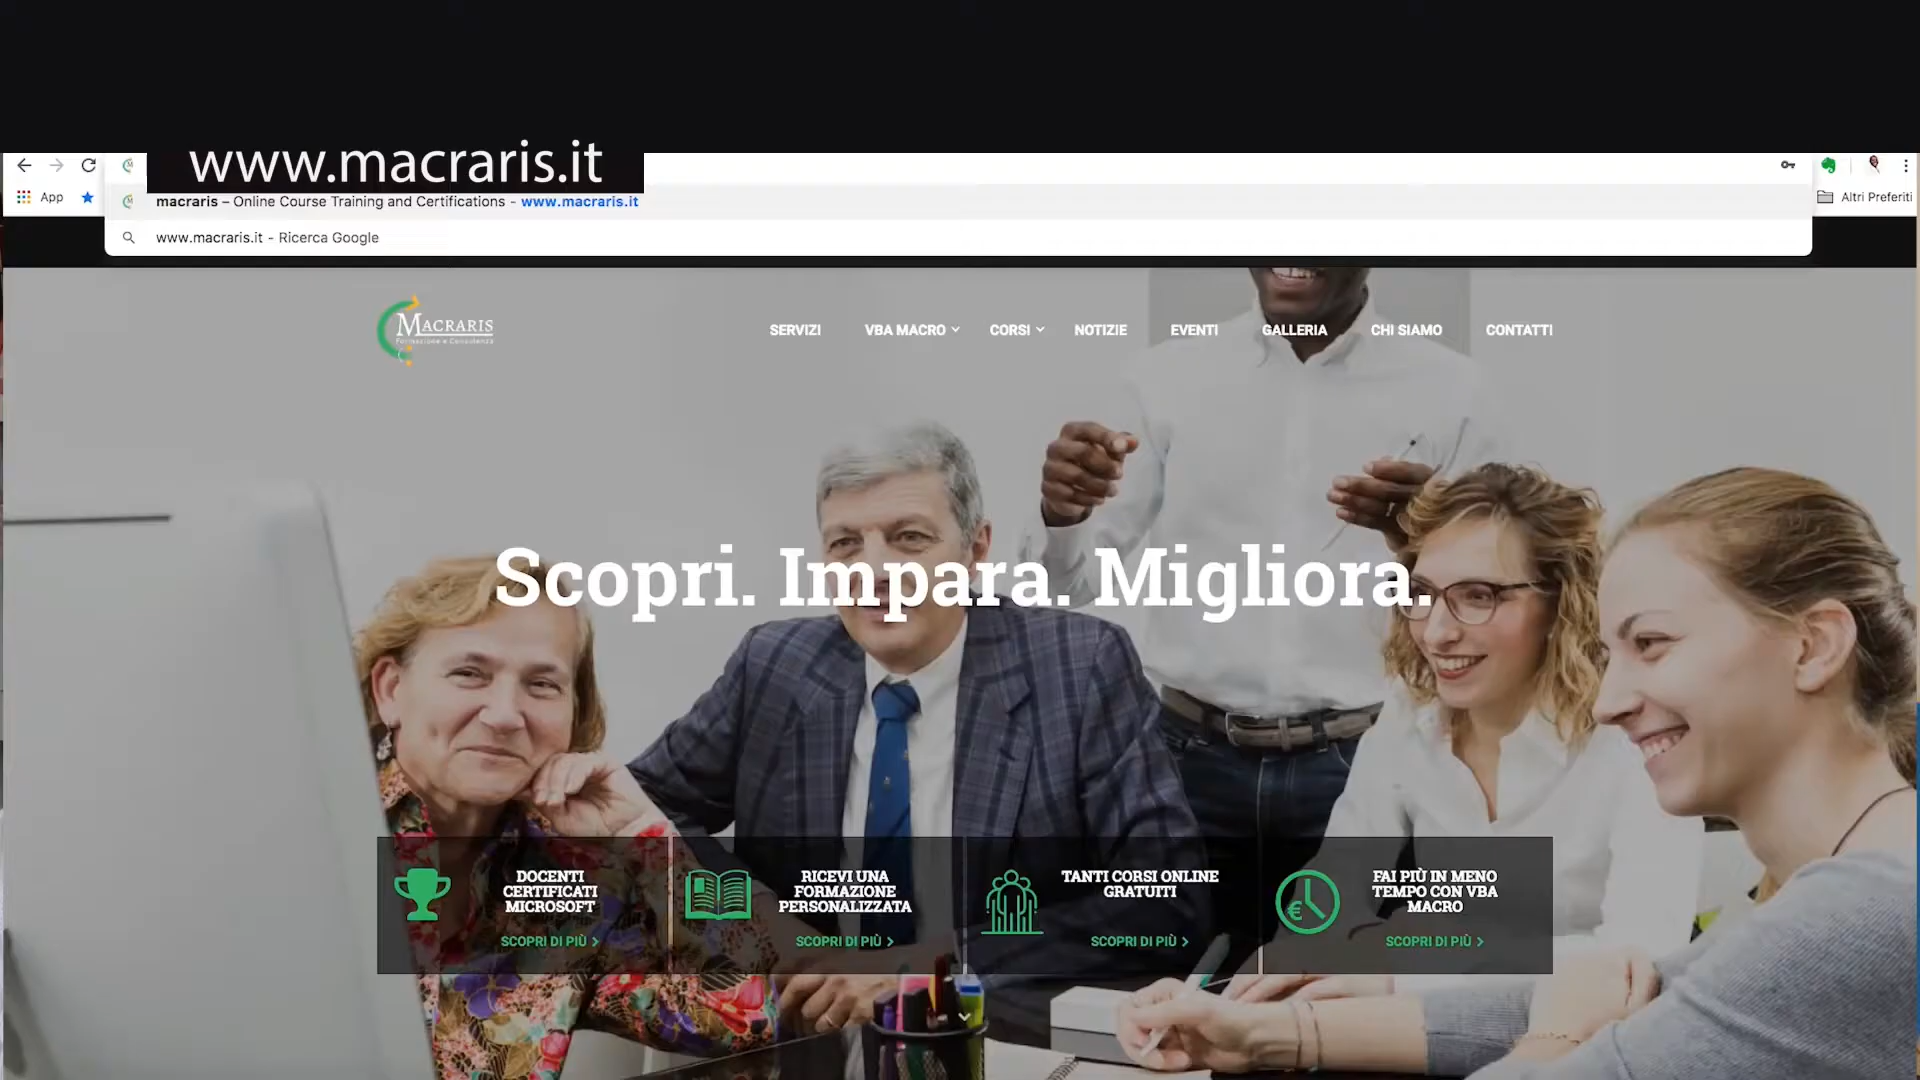 www.macraris.it
macraris – Online Course Training and Certifications - www.macraris.it
App
Altri Preferiti
www.macraris.it - Ricerca Google
MACRARIS
Formazione e Consulenza
SERVIZI VBA MACRO CORSI NOTIZIE EVENTI GALLERIA CHI SIAMO CONTATTI
Scopri. Impara. Migliora.
DOCENTI
CERTIFICATI
MICROSOFT
SCOPRI DI PIÙ
RICEVI UNA
FORMAZIONE
PERSONALIZZATA
SCOPRI DI PIÙ
TANTI CORSI ONLINE
GRATUITI
SCOPRI DI PIÙ
FAI PIÙ IN MENO
TEMPO CON VBA
MACRO
SCOPRI DI PIÙ